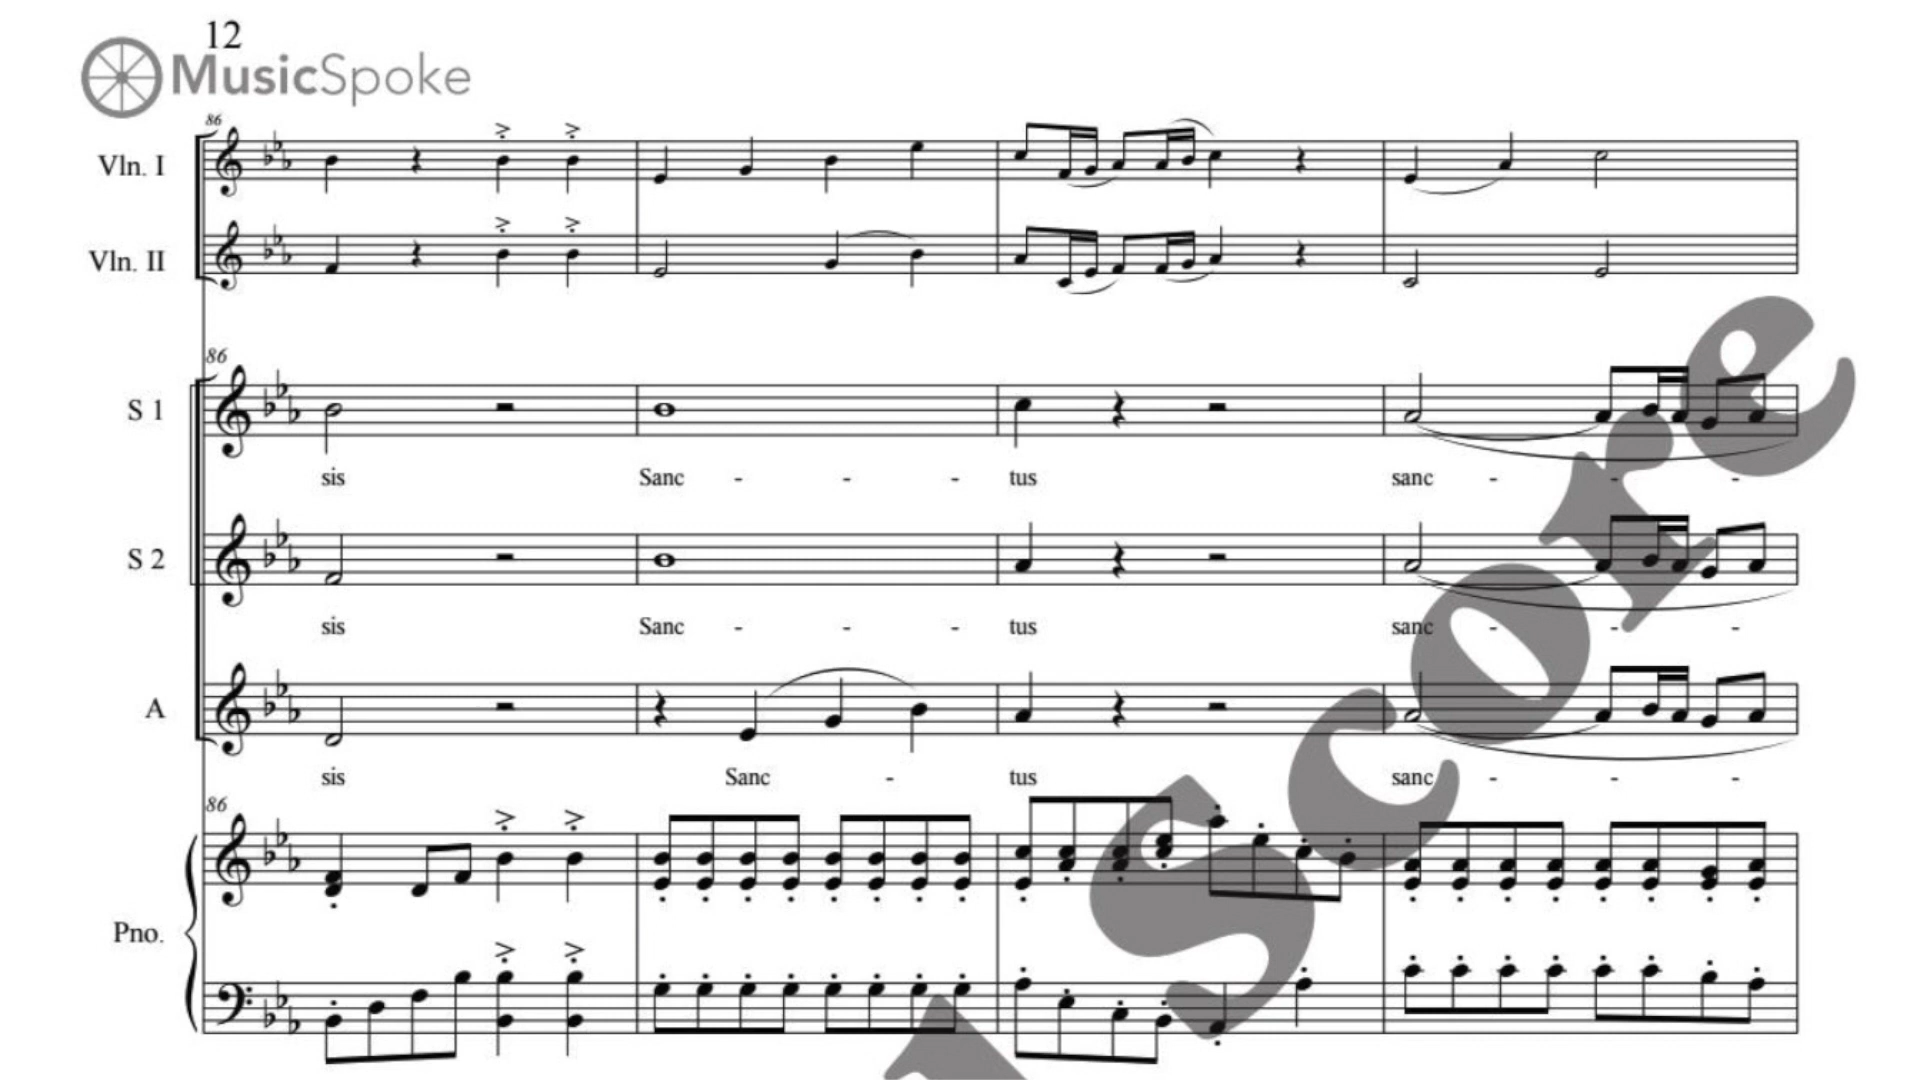 12
MusicSpoke
86
Vln. I
Vln. II
86
S 1
sis Sanc - - - tus sanc - - -
S 2
sis Sanc - - - tus sanc - - -
A
sis Sanc - tus sanc - - -
86
Pno.
Score